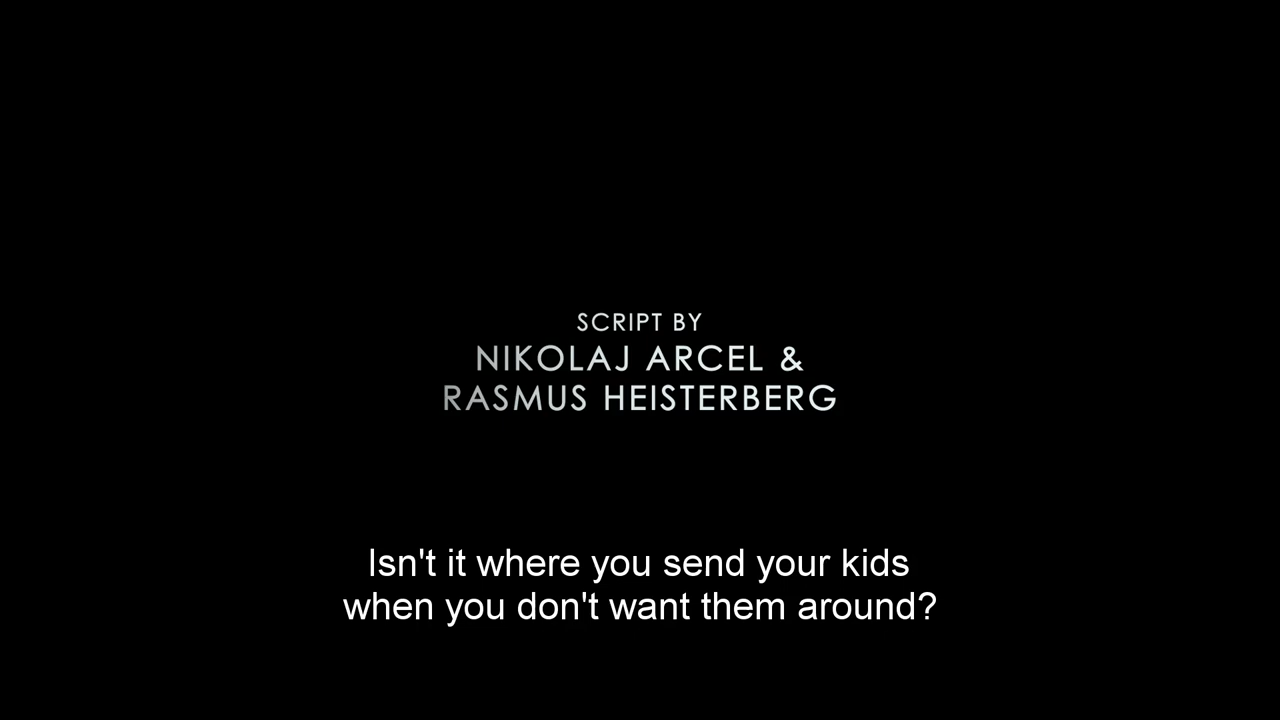 SCRIPT BY
NIKOLAJ ARCEL &
RASMUS HEISTERBERG
Isn't it where you send your kids
when you don't want them around?